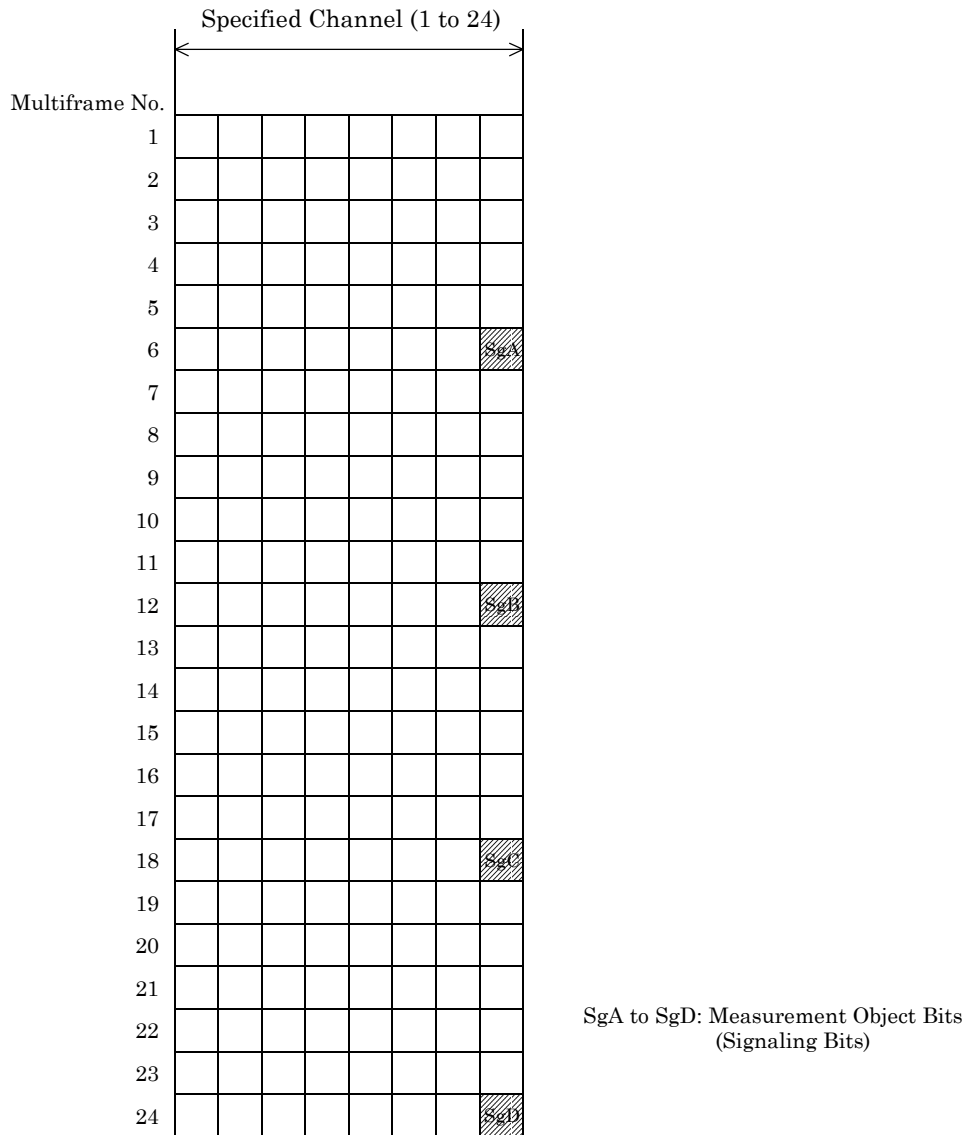 Specified Channel (1 to 24)
Multiframe No.
1
2
3
4
5
6 SgA
7
8
9
10
11
12 SgB
13
14
15
16
17
18 SgC
19
20
21
22
23
24 SgD
SgA to SgD: Measurement Object Bits
(Signaling Bits)